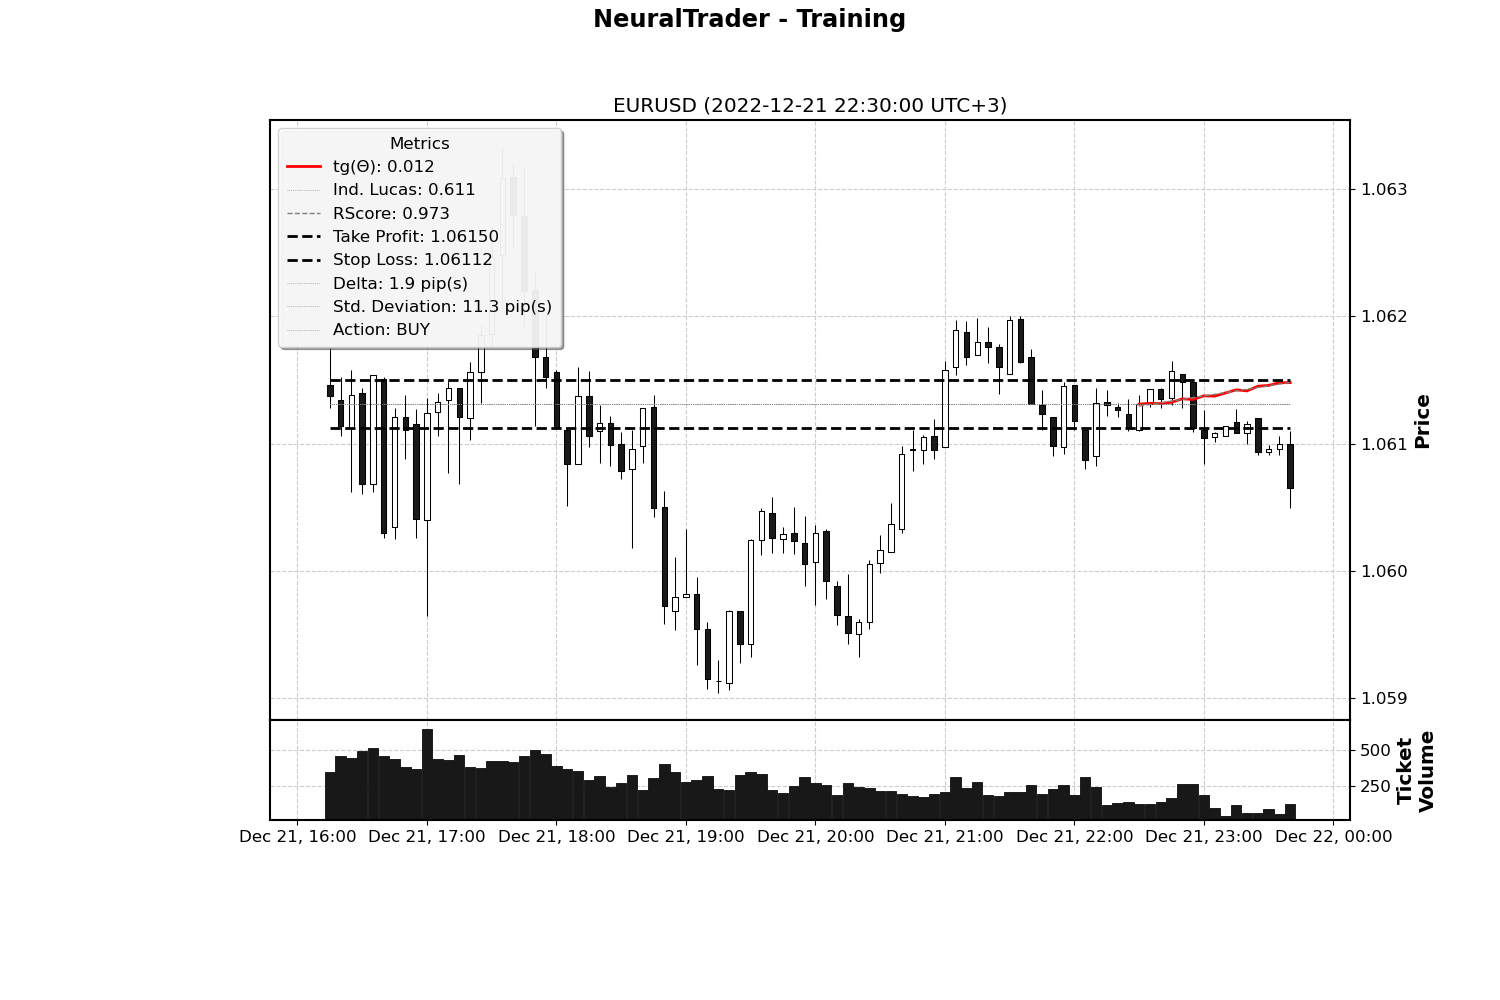 NeuralTrader - Training
EURUSD (2022-12-21 22:30:00 UTC+3)
Metrics
tg(Θ): 0.012
Ind. Lucas: 0.611
RScore: 0.973
Take Profit: 1.06150
Stop Loss: 1.06112
Delta: 1.9 pip(s)
Std. Deviation: 11.3 pip(s)
Action: BUY
1.063
1.062
1.061
1.060
1.059
Price
500
250
Ticket
Volume
Dec 21, 16:00 Dec 21, 17:00 Dec 21, 18:00 Dec 21, 19:00 Dec 21, 20:00 Dec 21, 21:00 Dec 21, 22:00 Dec 21, 23:00 Dec 22, 00:00